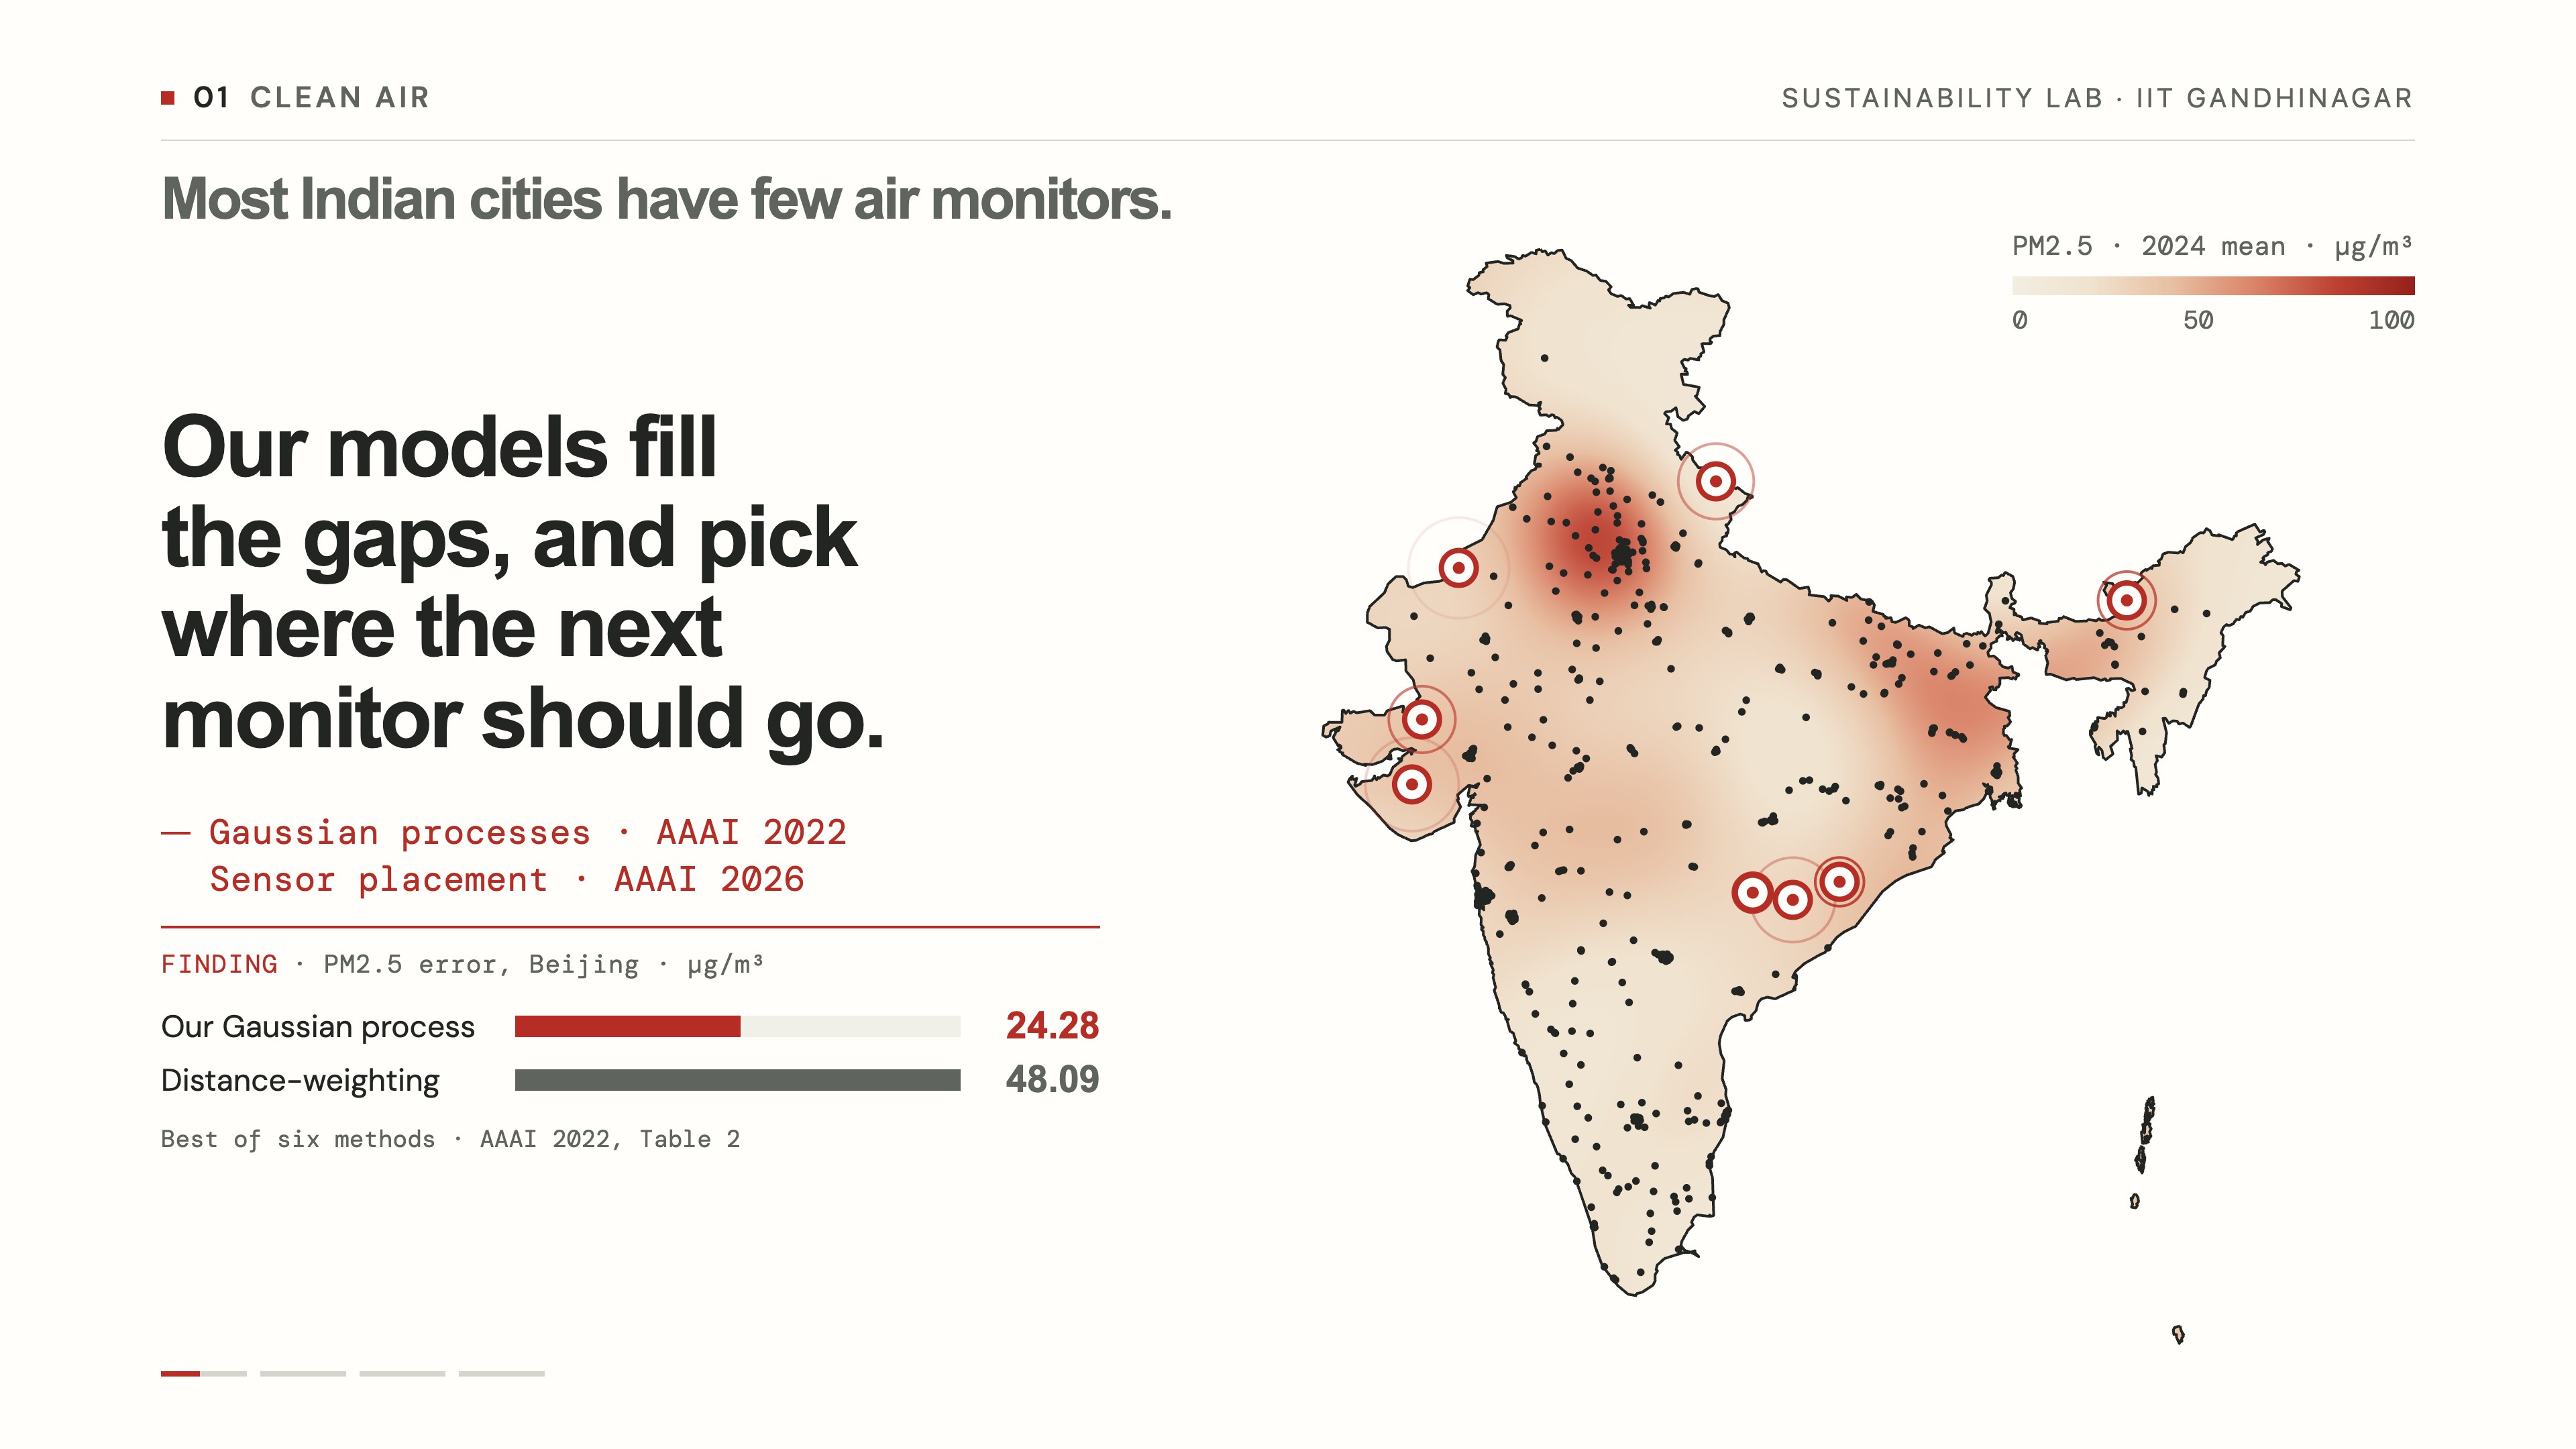 01 CLEAN AIR
SUSTAINABILITY LAB · IIT GANDHINAGAR
Most Indian cities have few air monitors.
PM2.5 · 2024 mean · µg/m³
0 50 100
Our models fill
the gaps, and pick
where the next
monitor should go.
— Gaussian processes · AAAI 2022
Sensor placement · AAAI 2026
FINDING · PM2.5 error, Beijing · µg/m³
Our Gaussian process 24.28
Distance-weighting 48.09
Best of six methods · AAAI 2022, Table 2